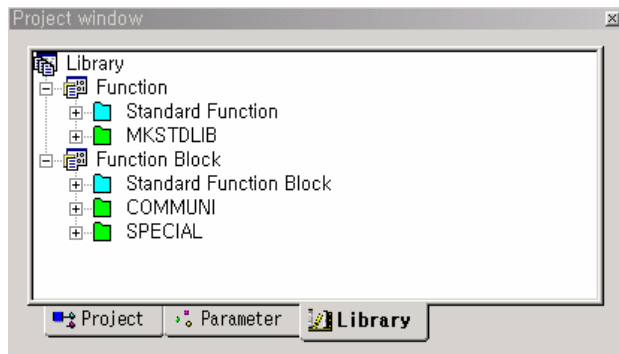 Project window
Library
Function
Standard Function
MKSTDLIB
Function Block
Standard Function Block
COMMUNI
SPECIAL
Project Parameter Library